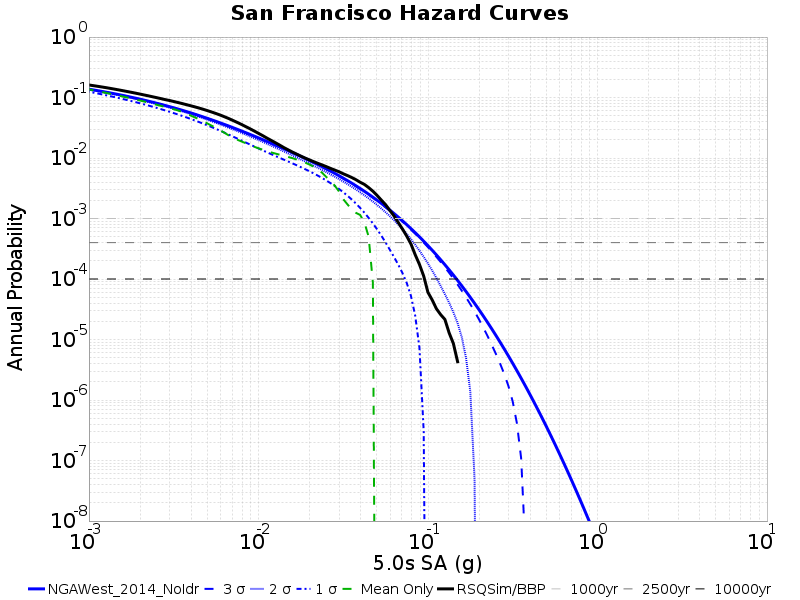 San Francisco Hazard Curves
10^0
10^-1
10^-2
10^-3
10^-4
10^-5
10^-6
10^-7
10^-8
Annual Probability
10^-3 10^-2 10^-1 10^0 10^1
5.0s SA (g)
NGAWest_2014_NoIdr 3 σ 2 σ 1 σ Mean Only RSQSim/BBP 1000yr 2500yr 10000yr